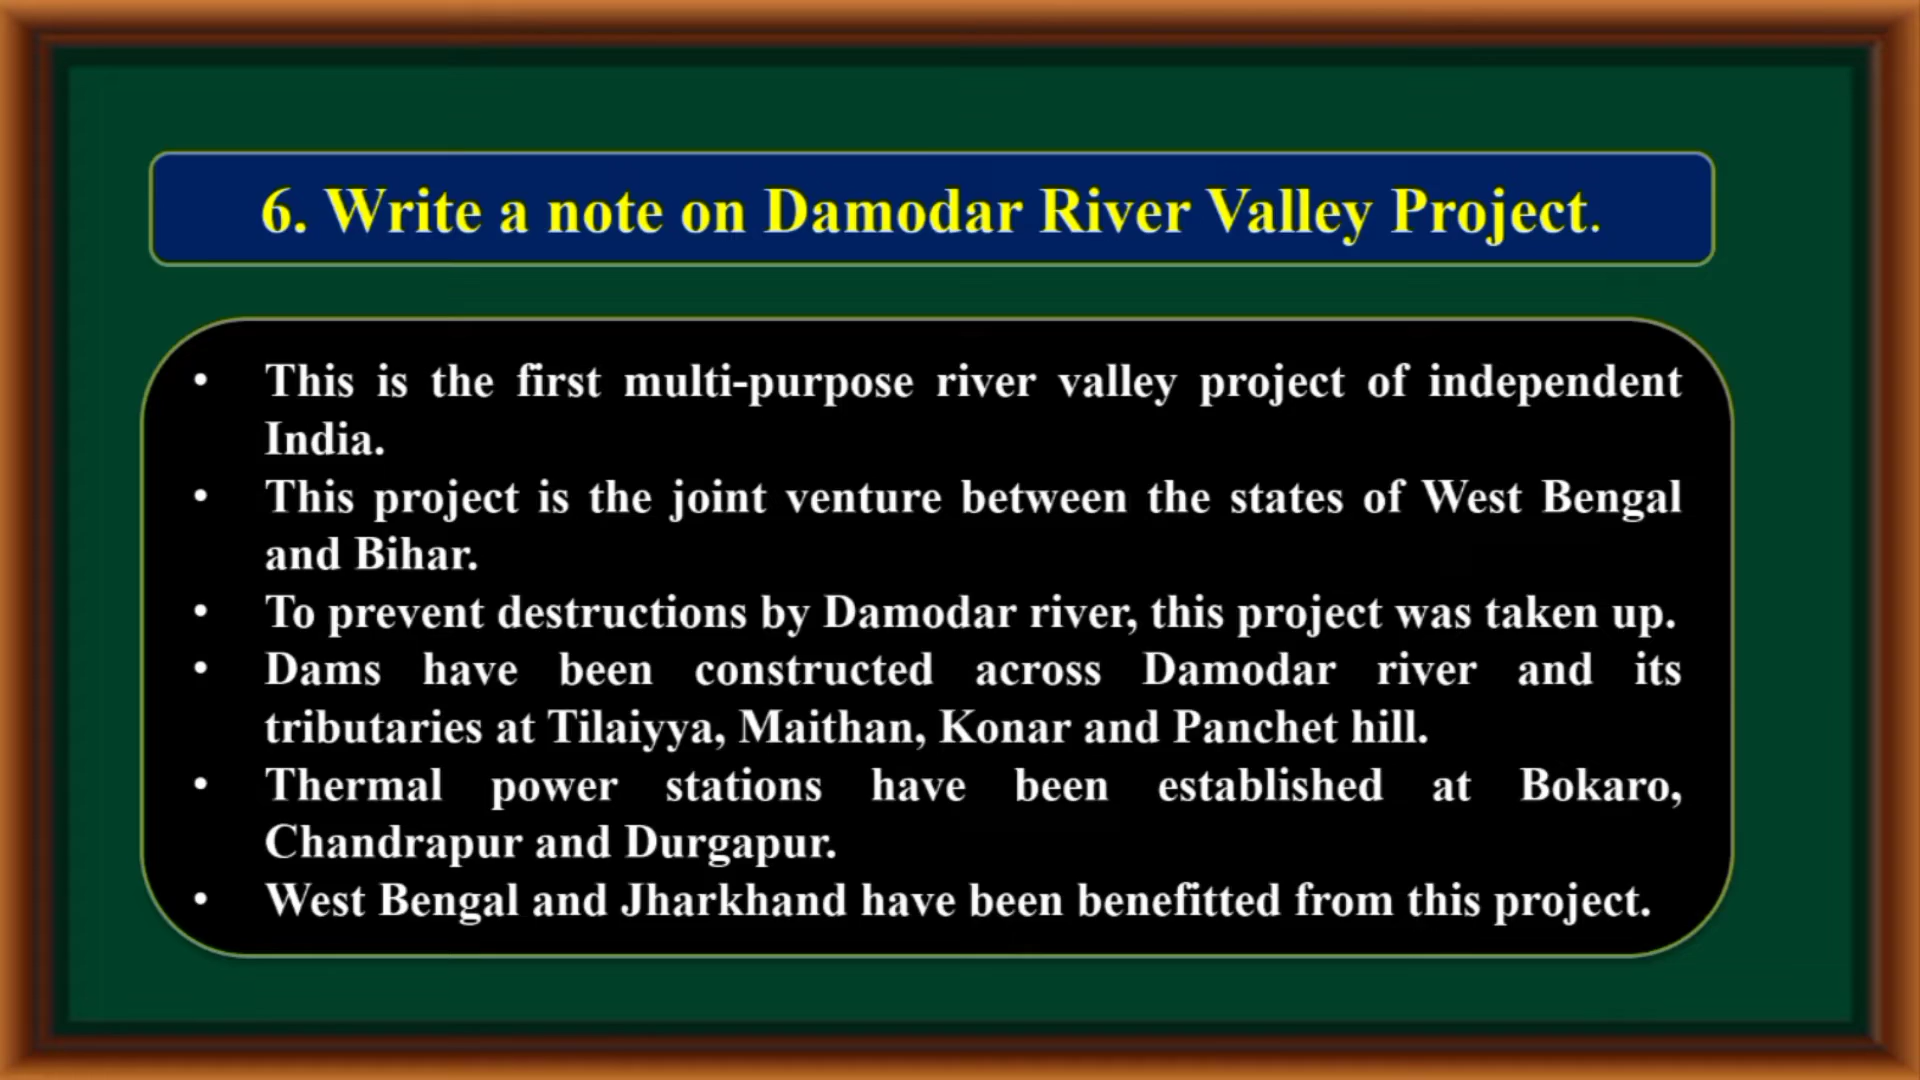 6. Write a note on Damodar River Valley Project.
• This is the first multi-purpose river valley project of independent
India.
• This project is the joint venture between the states of West Bengal
and Bihar.
• To prevent destructions by Damodar river, this project was taken up.
• Dams have been constructed across Damodar river and its
tributaries at Tilaiyya, Maithan, Konar and Panchet hill.
• Thermal power stations have been established at Bokaro,
Chandrapur and Durgapur.
• West Bengal and Jharkhand have been benefitted from this project.